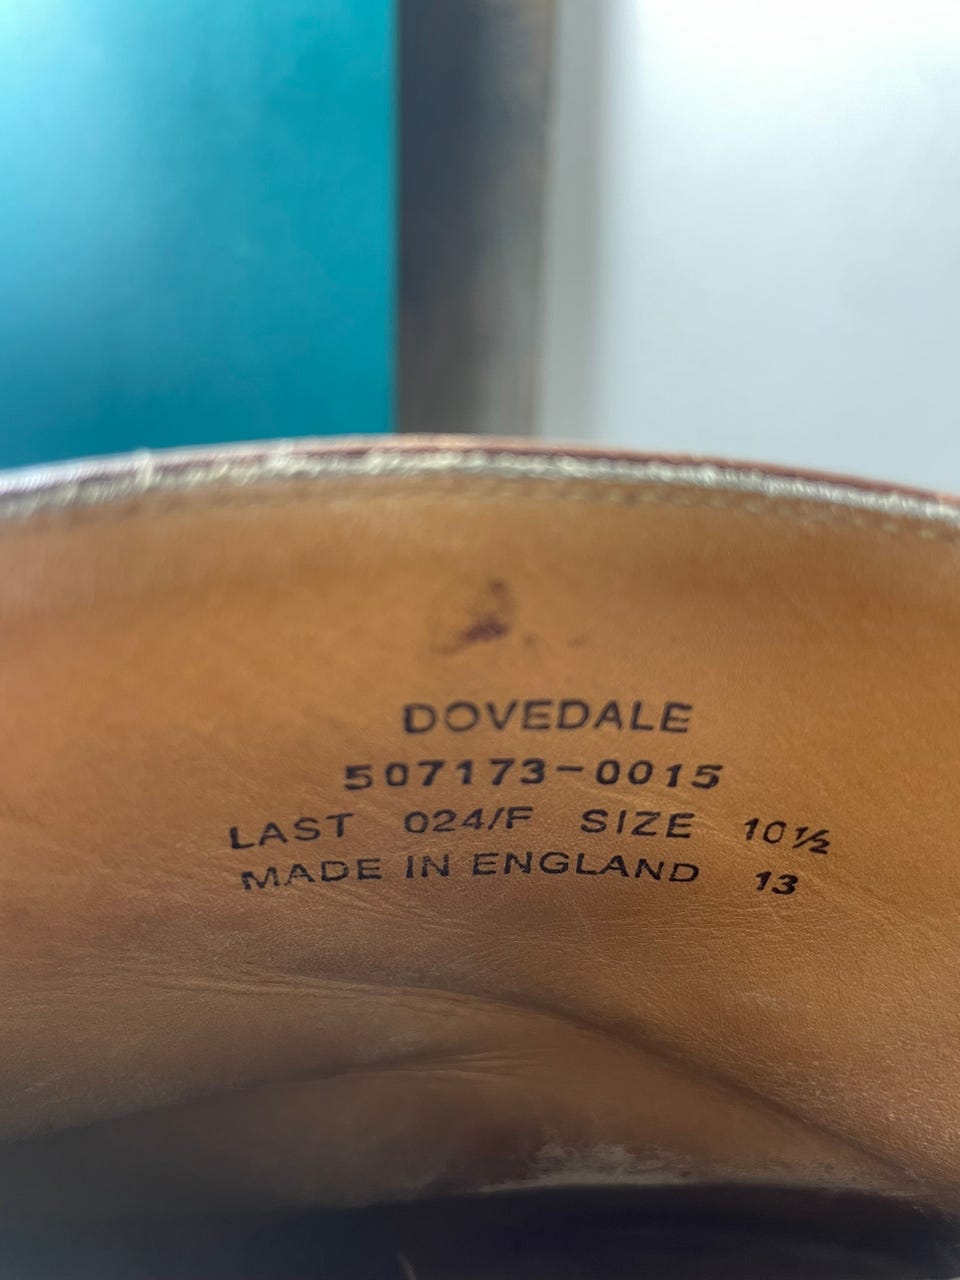 DOVEDALE
507173-0015
LAST 024/F SIZE 10½
MADE IN ENGLAND 13